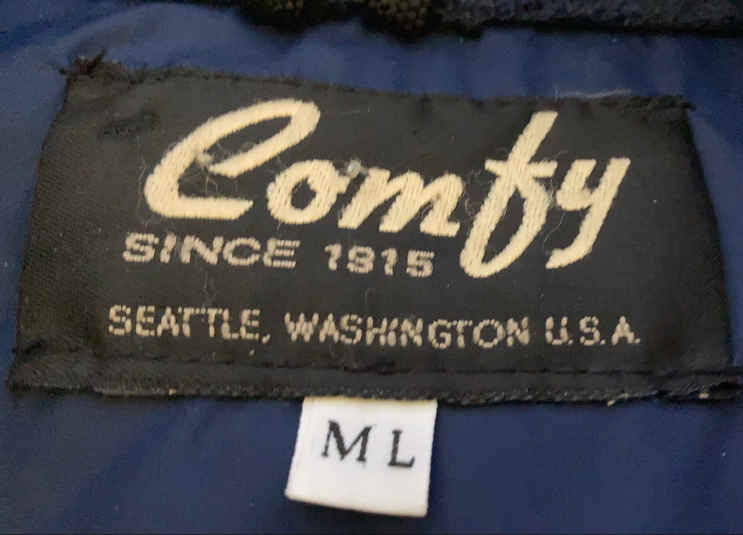 Comfy
SINCE 1915
SEATTLE, WASHINGTON U.S.A.
ML